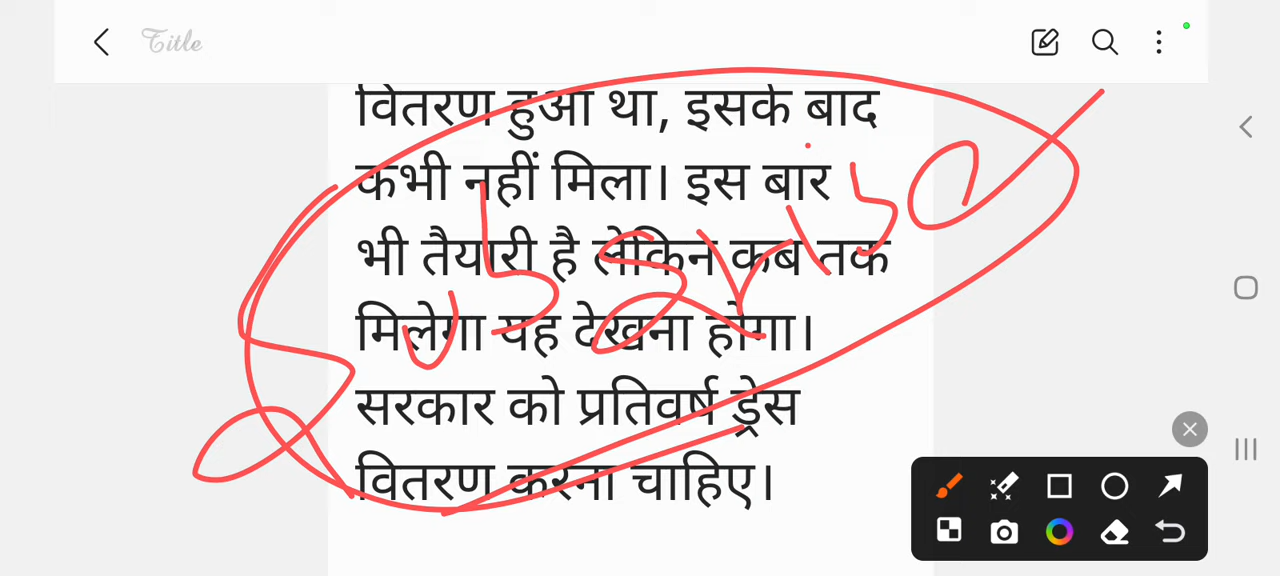 Title
वितरण हुआ था, इसके बाद
कभी नहीं मिला। इस बार
भी तैयारी है लेकिन कब तक
मिलेगा यह देखना होगा।
सरकार को प्रतिवर्ष ड्रेस
वितरण करना चाहिए।